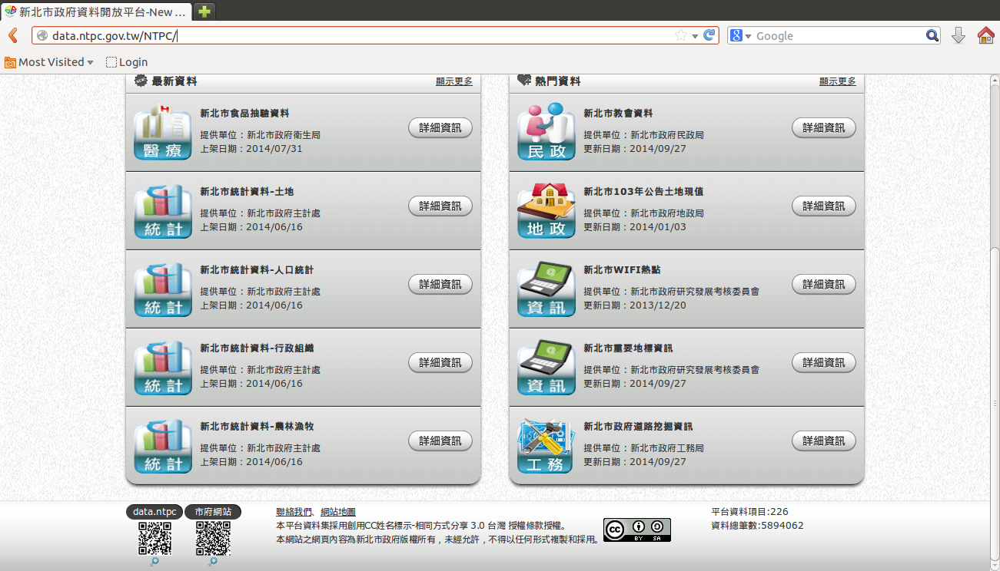 新北市政府資料開放平台-New ...
data.ntpc.gov.tw/NTPC/
Google
Most Visited
Login
最新資料
顯示更多
醫療
新北市食品抽驗資料
提供單位：新北市政府衛生局
上架日期：2014/07/31
詳細資訊
統計
新北市統計資料-土地
提供單位：新北市政府主計處
上架日期：2014/06/16
詳細資訊
統計
新北市統計資料-人口統計
提供單位：新北市政府主計處
上架日期：2014/06/16
詳細資訊
統計
新北市統計資料-行政組織
提供單位：新北市政府主計處
上架日期：2014/06/16
詳細資訊
統計
新北市統計資料-農林漁牧
提供單位：新北市政府主計處
上架日期：2014/06/16
詳細資訊
熱門資料
顯示更多
民政
新北市教會資料
提供單位：新北市政府民政局
更新日期：2014/09/27
詳細資訊
地政
新北市103年公告土地現值
提供單位：新北市政府地政局
更新日期：2014/01/03
詳細資訊
資訊
新北市WIFI熱點
提供單位：新北市政府研究發展考核委員會
更新日期：2013/12/20
詳細資訊
資訊
新北市重要地標資訊
提供單位：新北市政府研究發展考核委員會
更新日期：2014/09/27
詳細資訊
工務
新北市政府道路挖掘資訊
提供單位：新北市政府工務局
更新日期：2014/09/27
詳細資訊
data.ntpc
市府網站
聯絡我們、網站地圖
本平台資料集採用創用CC姓名標示-相同方式分享 3.0 台灣 授權條款授權。
本網站之網頁內容為新北市政府版權所有，未經允許，不得以任何形式複製和採用。
cc BY SA
平台資料項目:226
資料總筆數:5894062